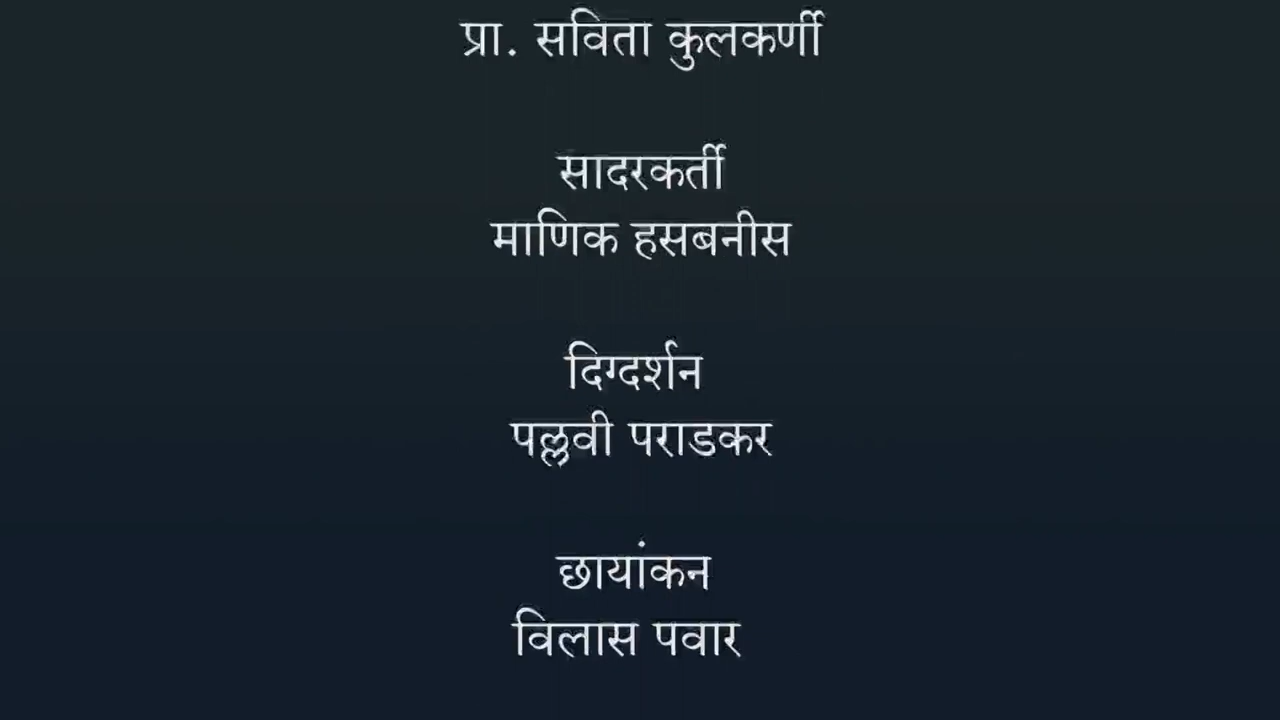 प्रा. सविता कुलकर्णी
सादरकर्ती
माणिक हसबनीस
दिग्दर्शन
पल्लवी पराडकर
छायांकन
विलास पवार